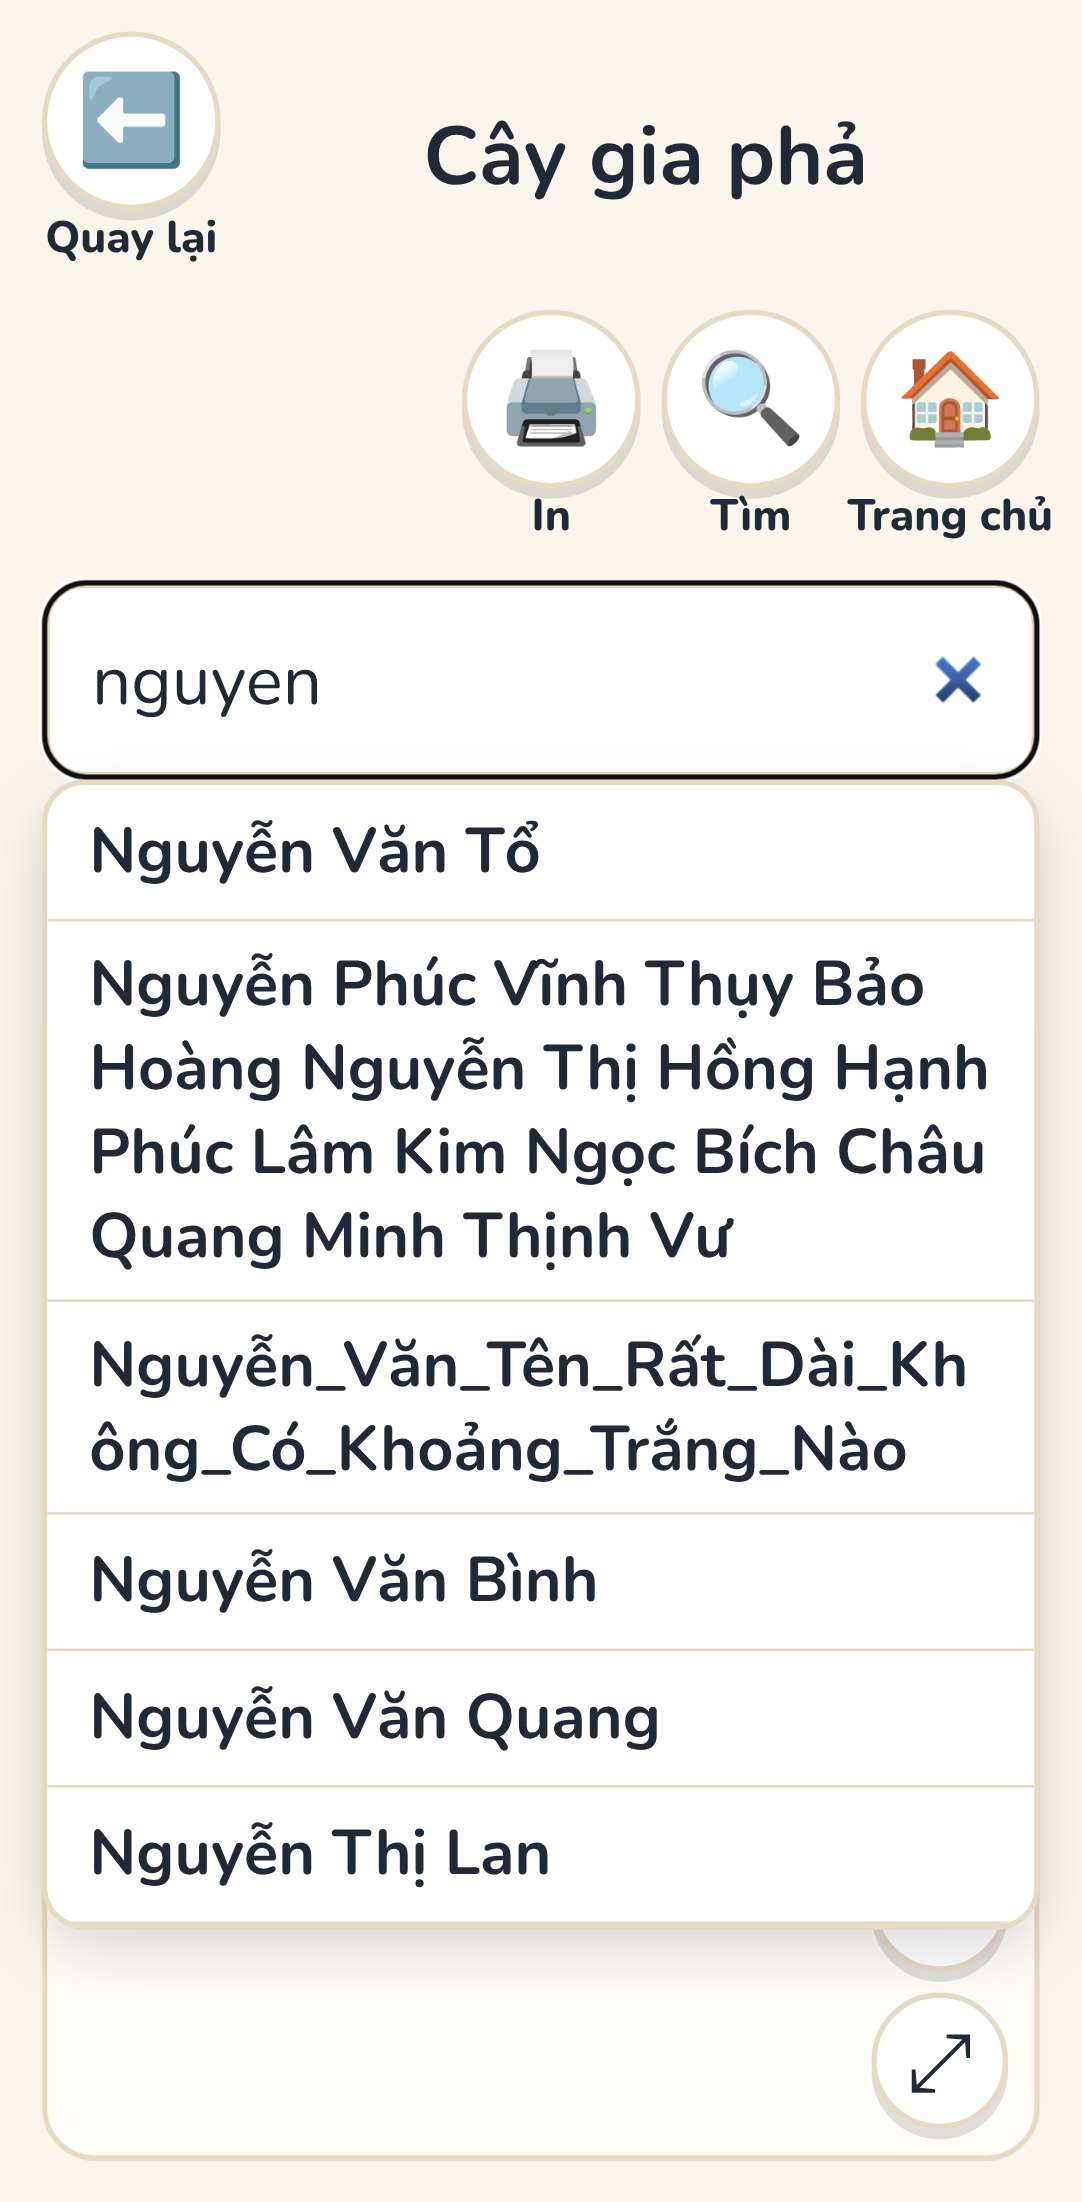 Cây gia phả
Quay lại
In
Tìm
Trang chủ
nguyen
Nguyễn Văn Tổ
Nguyễn Phúc Vĩnh Thụy Bảo
Hoàng Nguyễn Thị Hồng Hạnh
Phúc Lâm Kim Ngọc Bích Châu
Quang Minh Thịnh Vư
Nguyễn_Văn_Tên_Rất_Dài_Kh
ông_Có_Khoảng_Trắng_Nào
Nguyễn Văn Bình
Nguyễn Văn Quang
Nguyễn Thị Lan